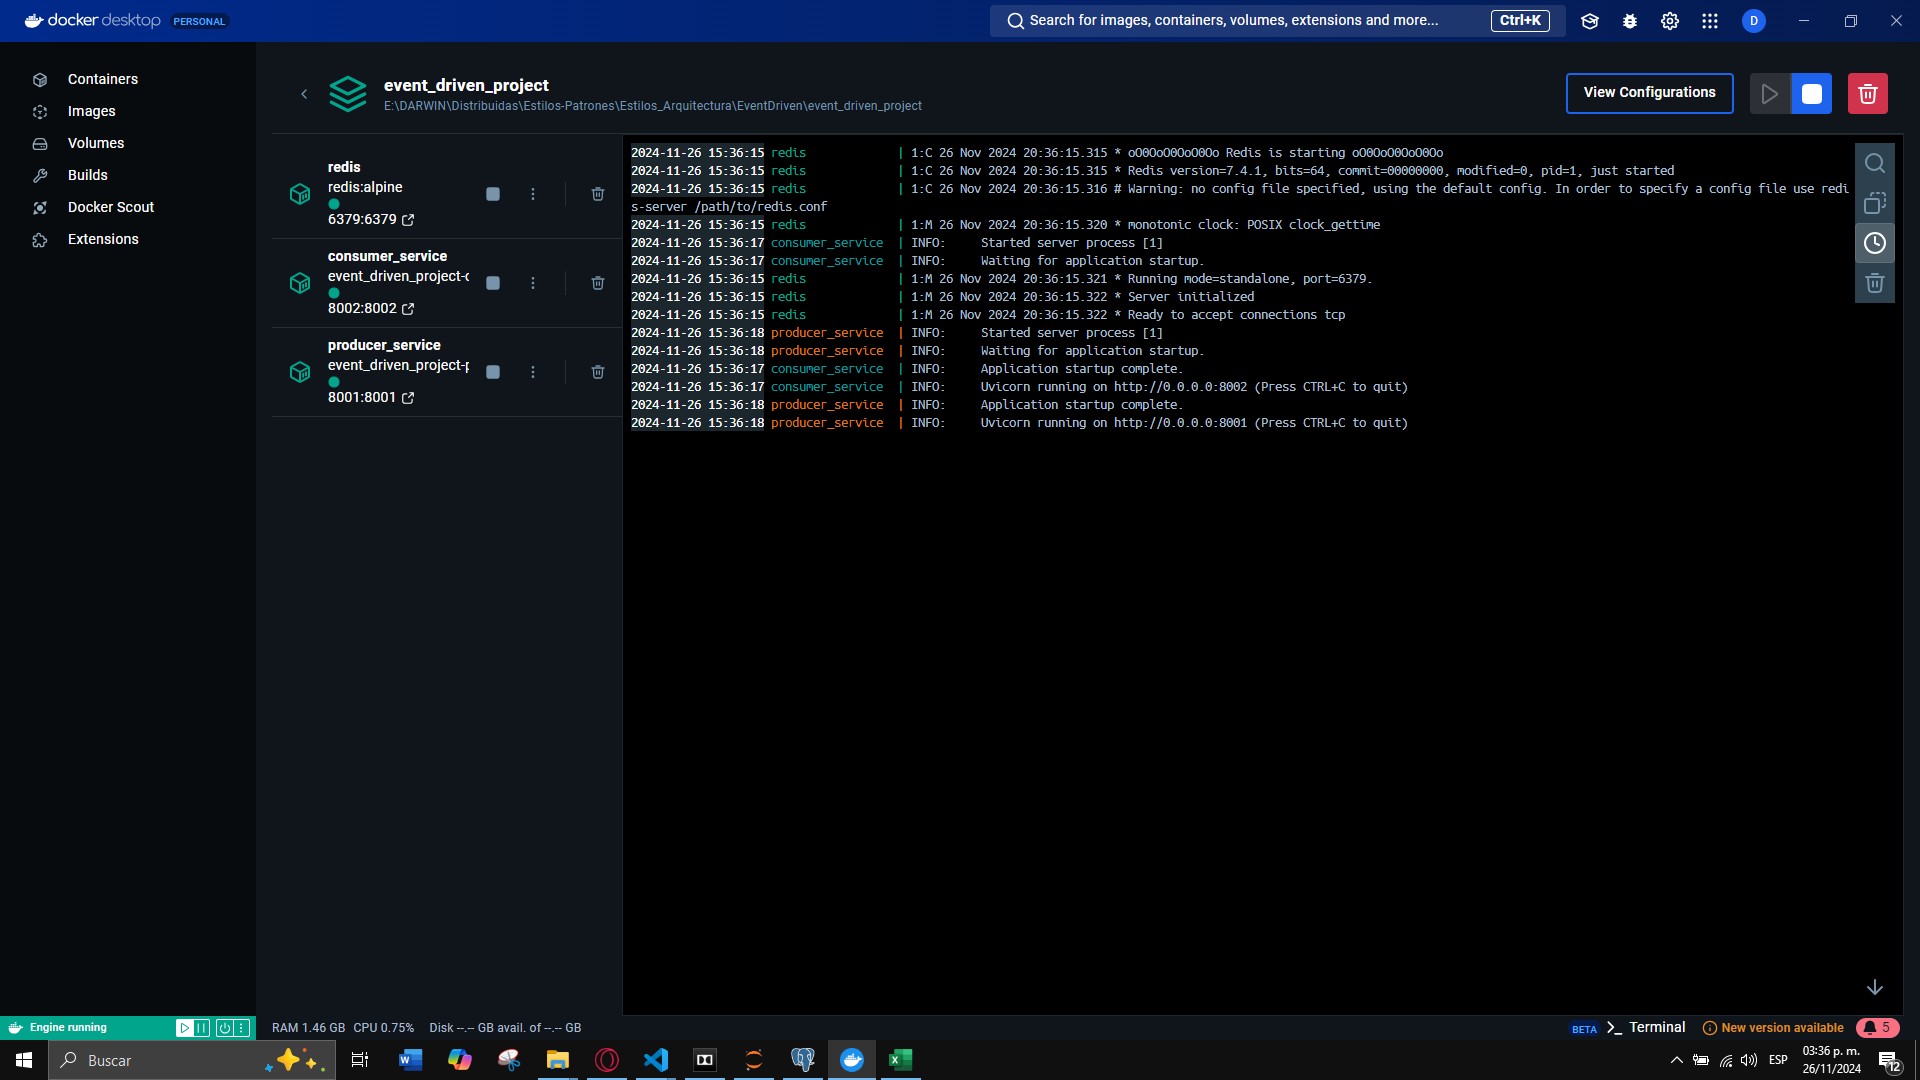 docker desktop PERSONAL
Search for images, containers, volumes, extensions and more... Ctrl+K
D
Containers
Images
Volumes
Builds
Docker Scout
Extensions
event_driven_project
E:\DARWIN\Distribuidas\Estilos-Patrones\Estilos_Arquitectura\EventDriven\event_driven_project
View Configurations
redis
redis:alpine
6379:6379
consumer_service
event_driven_project-c
8002:8002
producer_service
event_driven_project-p
8001:8001
2024-11-26 15:36:15 redis | 1:C 26 Nov 2024 20:36:15.315 * oO0OoO0OoO0Oo Redis is starting oO0OoO0OoO0Oo
2024-11-26 15:36:15 redis | 1:C 26 Nov 2024 20:36:15.315 * Redis version=7.4.1, bits=64, commit=00000000, modified=0, pid=1, just started
2024-11-26 15:36:15 redis | 1:C 26 Nov 2024 20:36:15.316 # Warning: no config file specified, using the default config. In order to specify a config file use redi
s-server /path/to/redis.conf
2024-11-26 15:36:15 redis | 1:M 26 Nov 2024 20:36:15.320 * monotonic clock: POSIX clock_gettime
2024-11-26 15:36:17 consumer_service | INFO: Started server process [1]
2024-11-26 15:36:17 consumer_service | INFO: Waiting for application startup.
2024-11-26 15:36:15 redis | 1:M 26 Nov 2024 20:36:15.321 * Running mode=standalone, port=6379.
2024-11-26 15:36:15 redis | 1:M 26 Nov 2024 20:36:15.322 * Server initialized
2024-11-26 15:36:15 redis | 1:M 26 Nov 2024 20:36:15.322 * Ready to accept connections tcp
2024-11-26 15:36:18 producer_service | INFO: Started server process [1]
2024-11-26 15:36:18 producer_service | INFO: Waiting for application startup.
2024-11-26 15:36:17 consumer_service | INFO: Application startup complete.
2024-11-26 15:36:17 consumer_service | INFO: Uvicorn running on http://0.0.0.0:8002 (Press CTRL+C to quit)
2024-11-26 15:36:18 producer_service | INFO: Application startup complete.
2024-11-26 15:36:18 producer_service | INFO: Uvicorn running on http://0.0.0.0:8001 (Press CTRL+C to quit)
Engine running
RAM 1.46 GB CPU 0.75% Disk --.-- GB avail. of --.-- GB
BETA Terminal New version available 5
Buscar
ESP
03:36 p. m.
26/11/2024
12